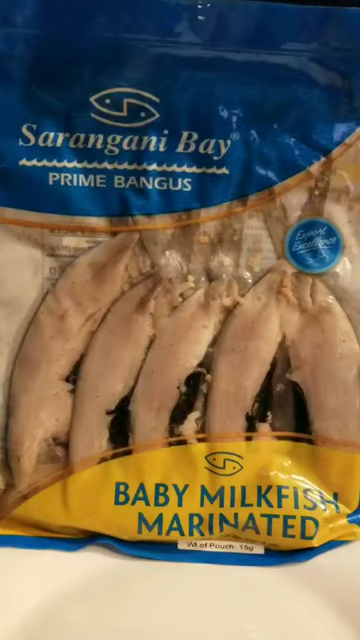 Sarangani Bay®
PRIME BANGUS
Export
Excellence
BABY MILKFISH
MARINATED
Wt.of Pouch: 15g